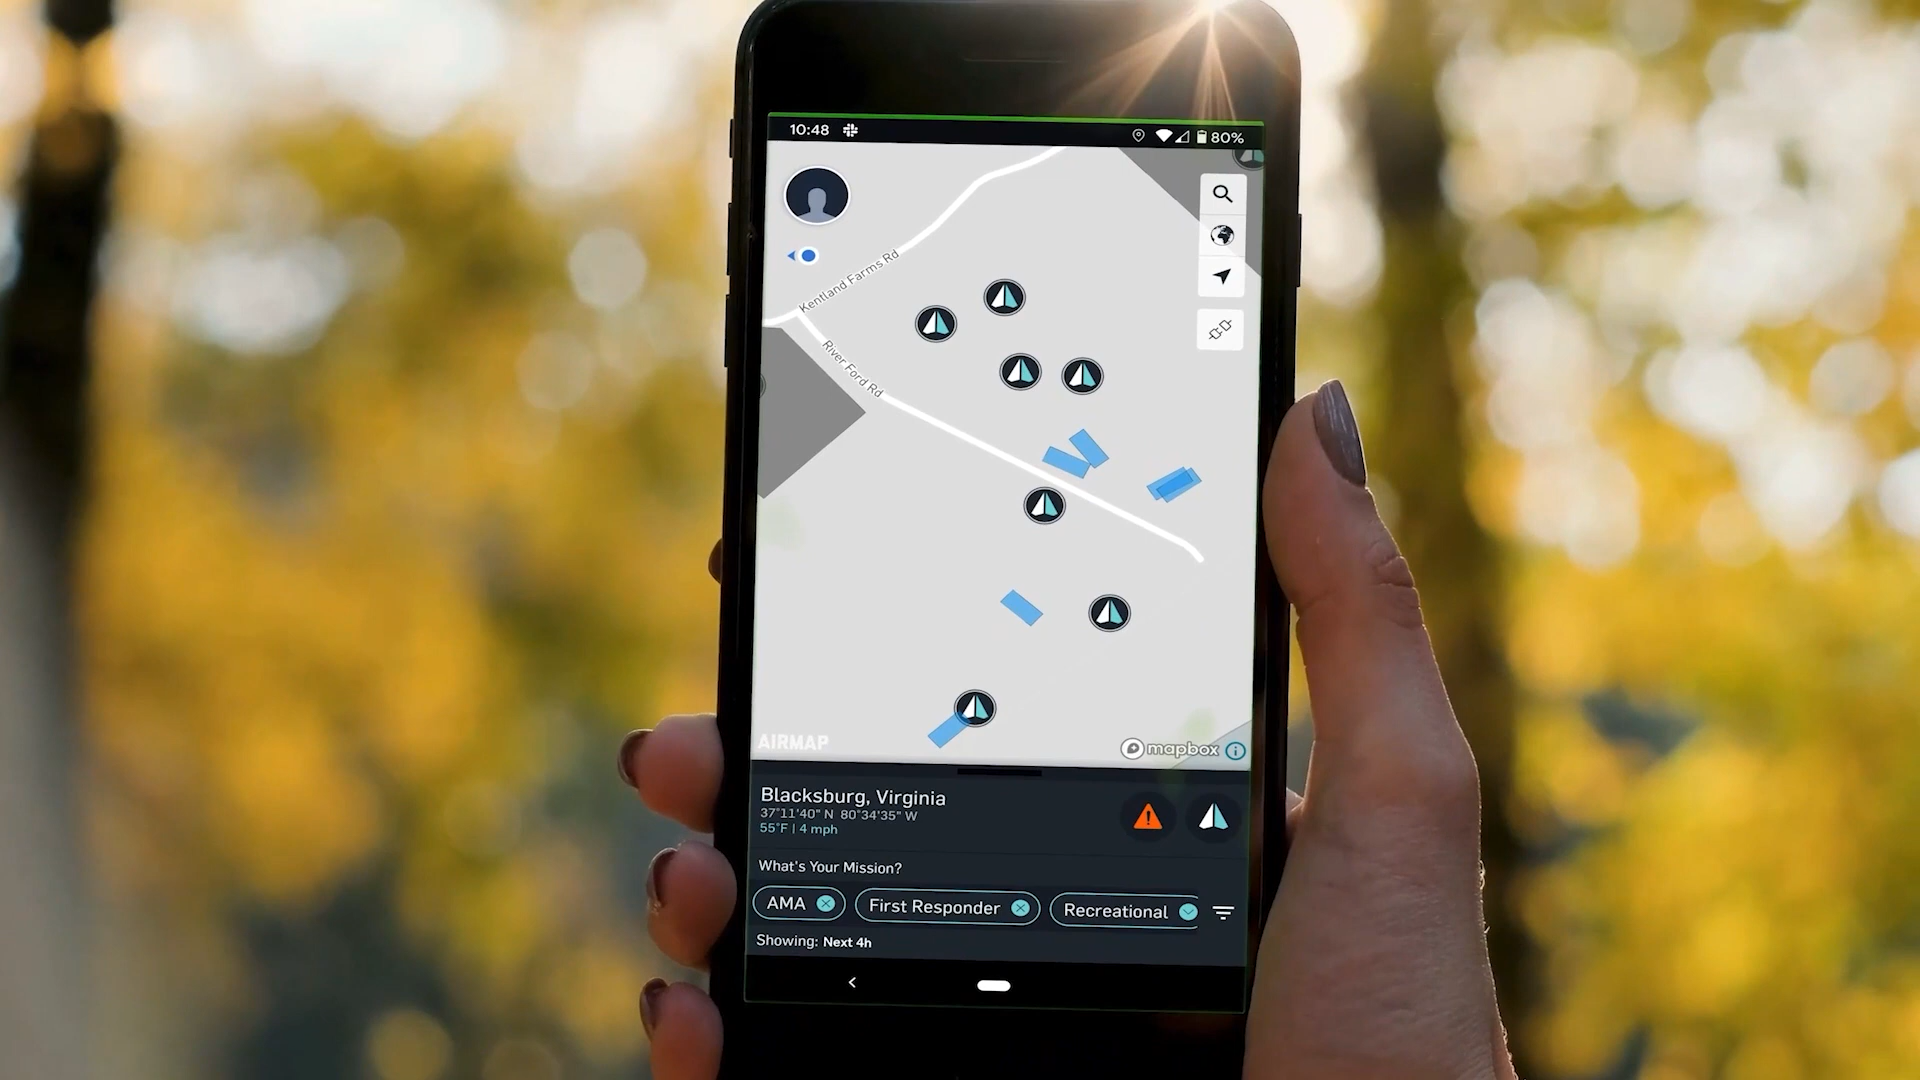 10:48
80%
Kentland Farms Rd
River Ford Rd
AIRMAP
mapbox
Blacksburg, Virginia
37°11'40" N 80°34'35" W
55°F | 4 mph
What's Your Mission?
AMA
First Responder
Recreational
Showing: Next 4h